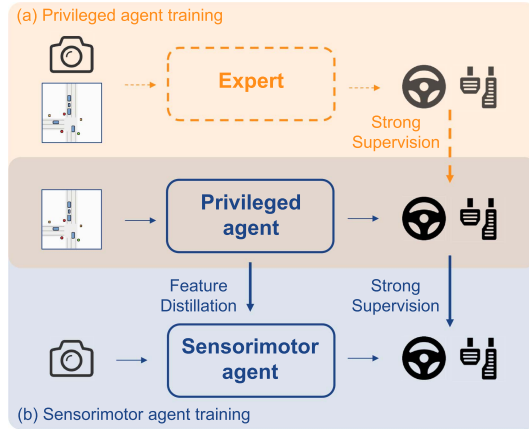 (a) Privileged agent training
Expert
Strong
Supervision
Privileged
agent
Feature
Distillation
Strong
Supervision
Sensorimotor
agent
(b) Sensorimotor agent training